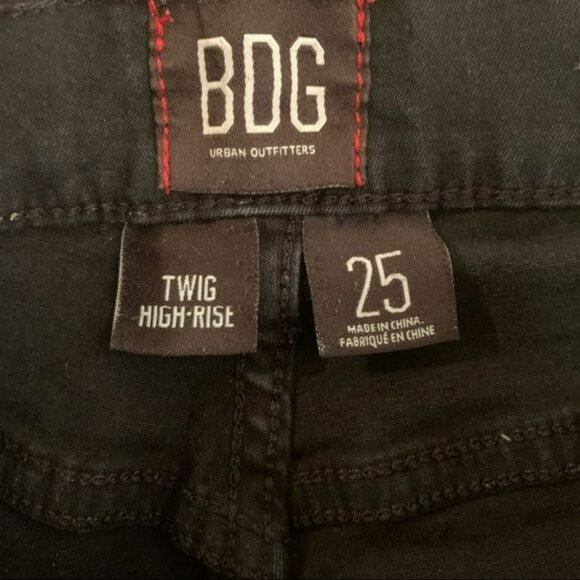 BDG
URBAN OUTFITTERS
TWIG
HIGH-RISE
25
MADE IN CHINA.
FABRIQUÉ EN CHINE